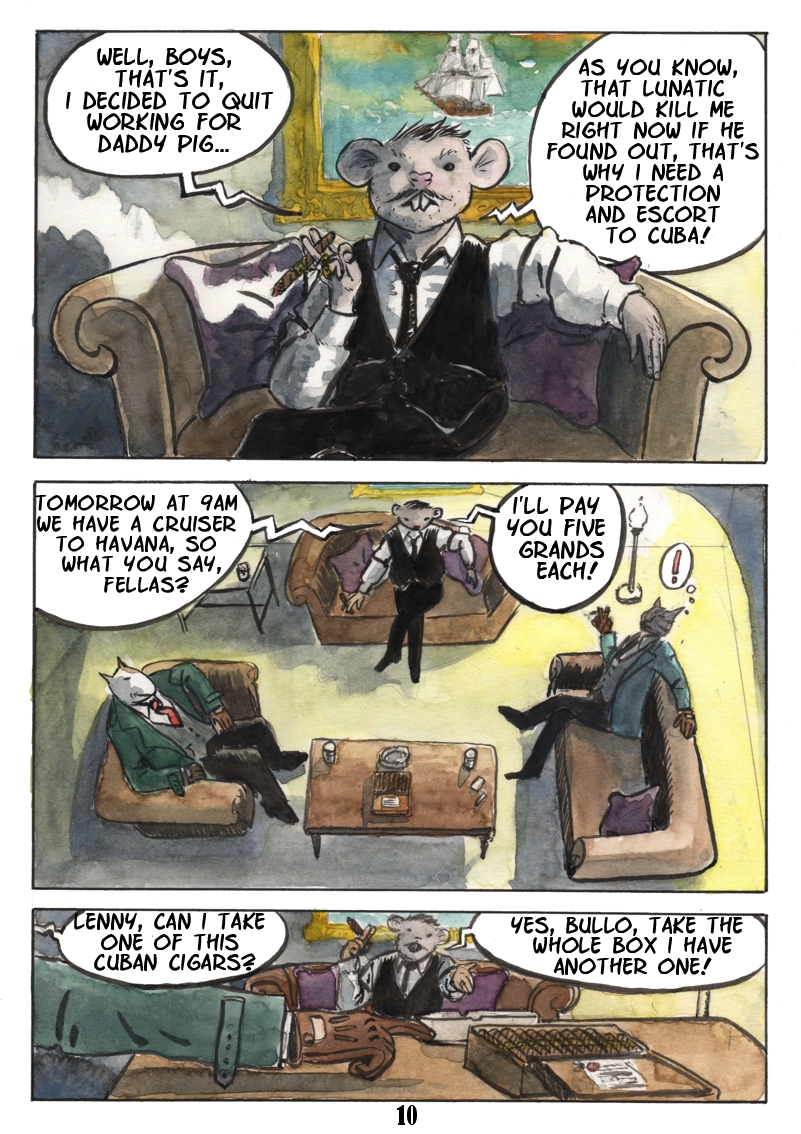 WELL, BOYS,
THAT'S IT,
I DECIDED TO QUIT
WORKING FOR
DADDY PIG...
AS YOU KNOW,
THAT LUNATIC
WOULD KILL ME
RIGHT NOW IF HE
FOUND OUT, THAT'S
WHY I NEED A
PROTECTION
AND ESCORT
TO CUBA!
TOMORROW AT 9AM
WE HAVE A CRUISER
TO HAVANA, SO
WHAT YOU SAY,
FELLAS?
I'LL PAY
YOU FIVE
GRANDS
EACH!
!
LENNY, CAN I TAKE
ONE OF THIS
CUBAN CIGARS?
YES, BULLO, TAKE THE
WHOLE BOX I HAVE
ANOTHER ONE!
10